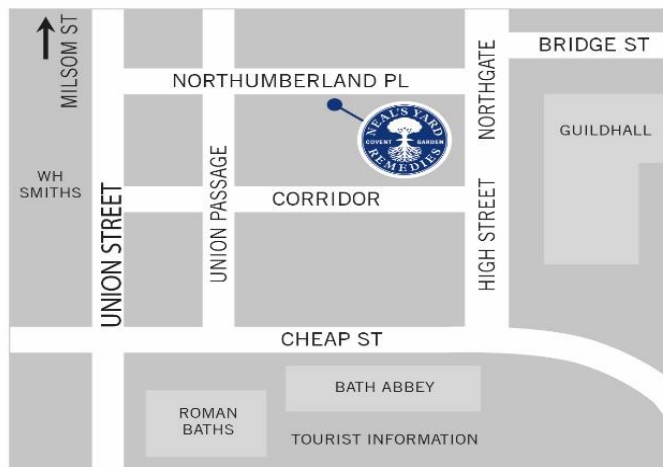 MILSOM ST
BRIDGE ST
NORTHUMBERLAND PL
NORTHGATE
NEAL'S YARD
COVENT GARDEN
REMEDIES
GUILDHALL
WH
SMITHS
UNION STREET
UNION PASSAGE
CORRIDOR
HIGH STREET
CHEAP ST
BATH ABBEY
ROMAN
BATHS
TOURIST INFORMATION